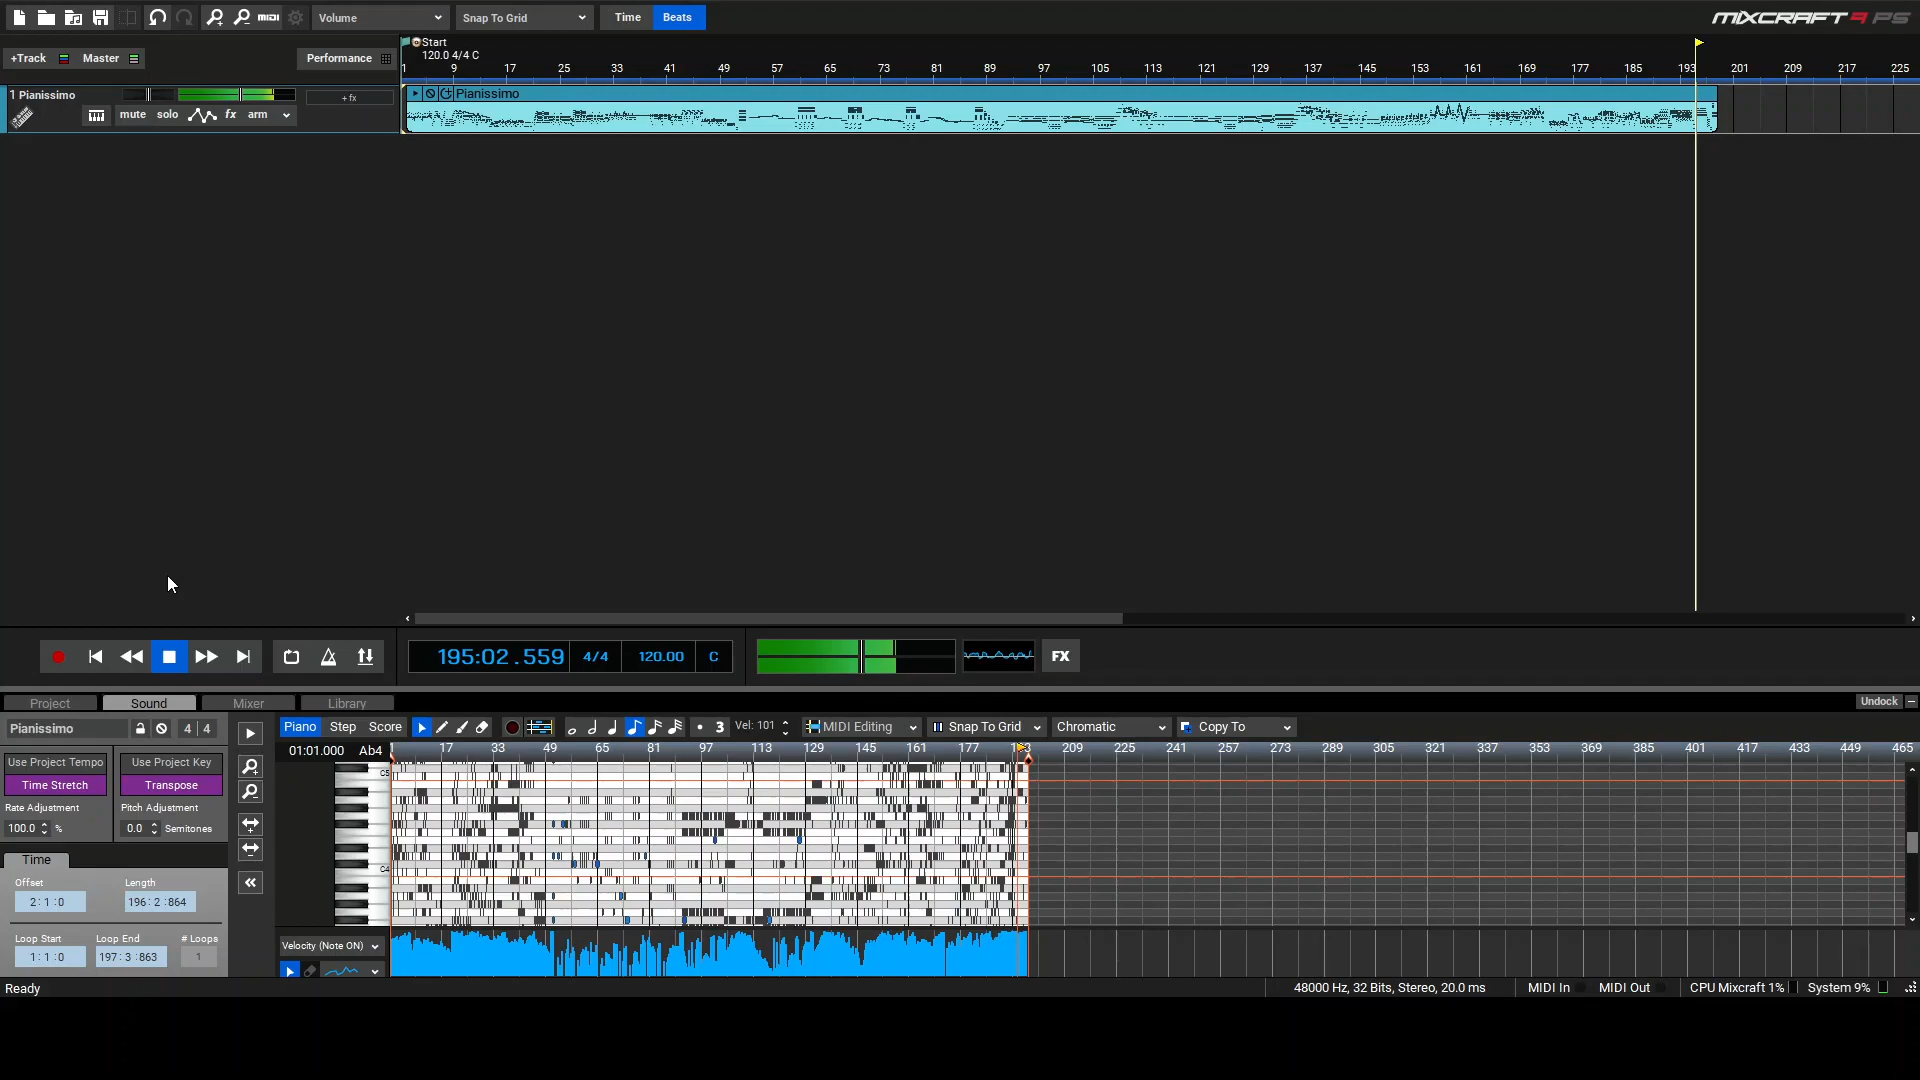 MIDI Volume Snap To Grid Time Beats MIXCRAFT 9 PS
+Track Master Performance
Start
120.0 4/4 C
1 9 17 25 33 41 49 57 65 73 81 89 97 105 113 121 129 137 145 153 161 169 177 185 193 201 209 217 225
1 Pianissimo +fx Pianissimo
mute solo fx arm
195:02.559 4/4 120.00 C FX
Project Sound Mixer Library Undock
Pianissimo 4 4 Piano Step Score 3 Vel: 101 MIDI Editing Snap To Grid Chromatic Copy To
01:01.000 Ab4 1 17 33 49 65 81 97 113 129 145 161 177 209 225 241 257 273 289 305 321 337 353 369 385 401 417 433 449 465
Use Project Tempo Use Project Key
Time Stretch Transpose
Rate Adjustment Pitch Adjustment
100.0 % 0.0 Semitones
C5
C4
Time
Offset Length
2:1:0 196:2:864
Loop Start Loop End # Loops
1:1:0 197:3:863 1
Velocity (Note ON)
Ready 48000 Hz, 32 Bits, Stereo, 20.0 ms MIDI In MIDI Out CPU Mixcraft 1% System 9%